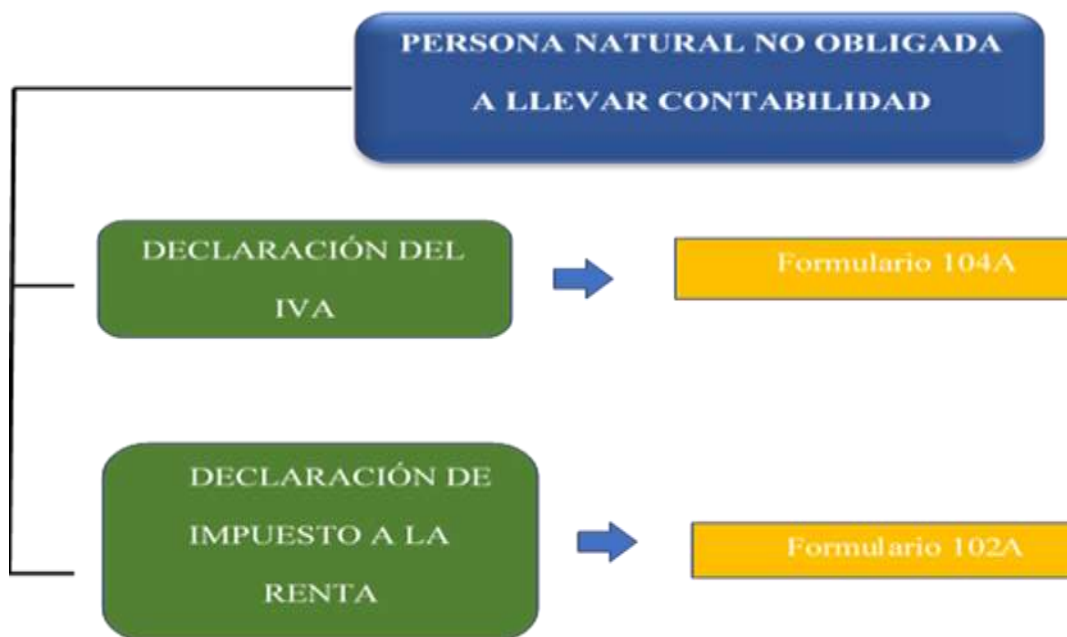 PERSONA NATURAL NO OBLIGADA
A LLEVAR CONTABILIDAD
DECLARACIÓN DEL
IVA
Formulario 104A
DECLARACIÓN DE
IMPUESTO A LA
RENTA
Formulario 102A